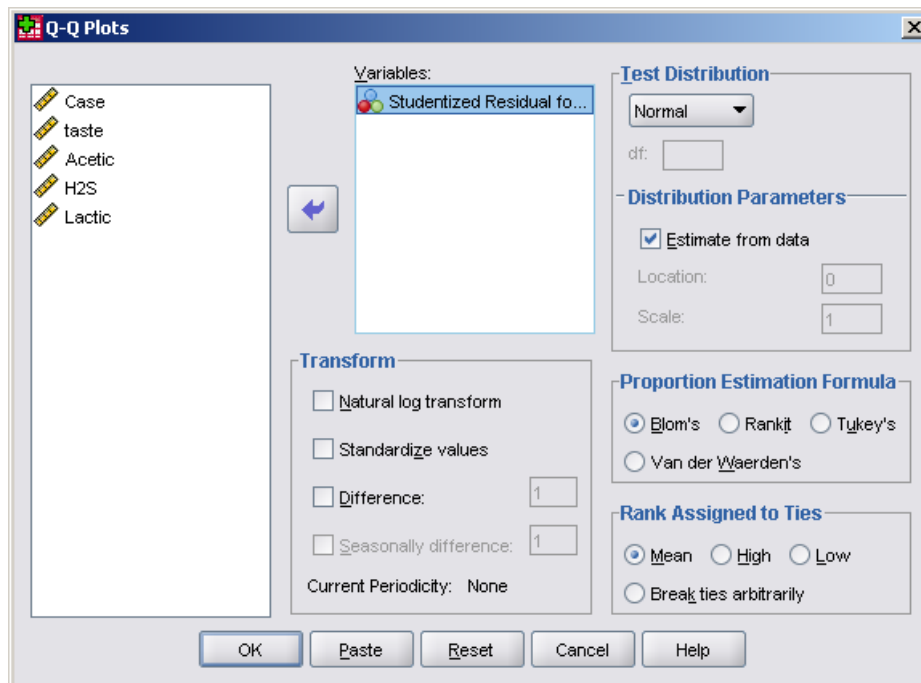 Q-Q Plots
Case
taste
Acetic
H2S
Lactic
Variables:
Studentized Residual fo...
Transform
Natural log transform
Standardize values
Difference: 1
Seasonally difference: 1
Current Periodicity: None
Test Distribution
Normal
df:
Distribution Parameters
Estimate from data
Location: 0
Scale: 1
Proportion Estimation Formula
Blom's Rankit Tukey's
Van der Waerden's
Rank Assigned to Ties
Mean High Low
Break ties arbitrarily
OK Paste Reset Cancel Help